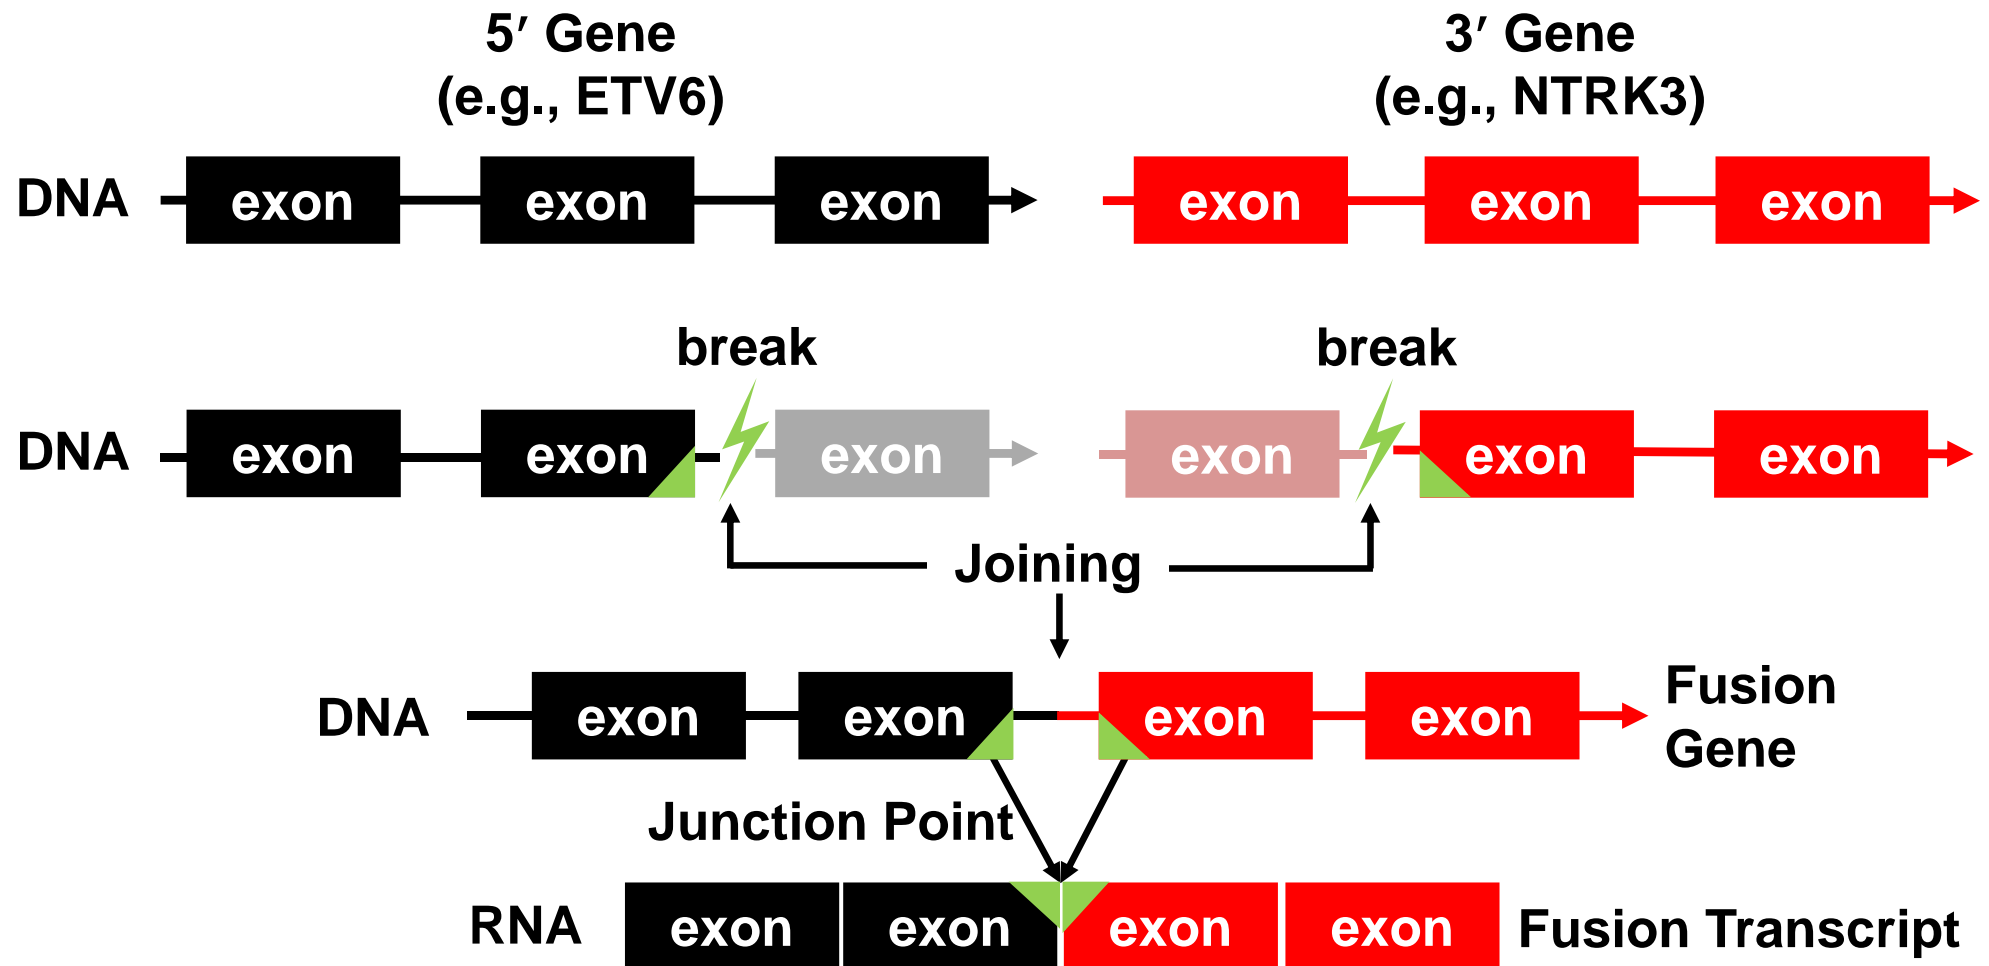 5′ Gene
(e.g., ETV6)
3′ Gene
(e.g., NTRK3)
DNA exon exon exon exon exon exon
break break
DNA exon exon exon exon exon exon
Joining
DNA exon exon exon exon Fusion
Gene
Junction Point
RNA exon exon exon exon Fusion Transcript